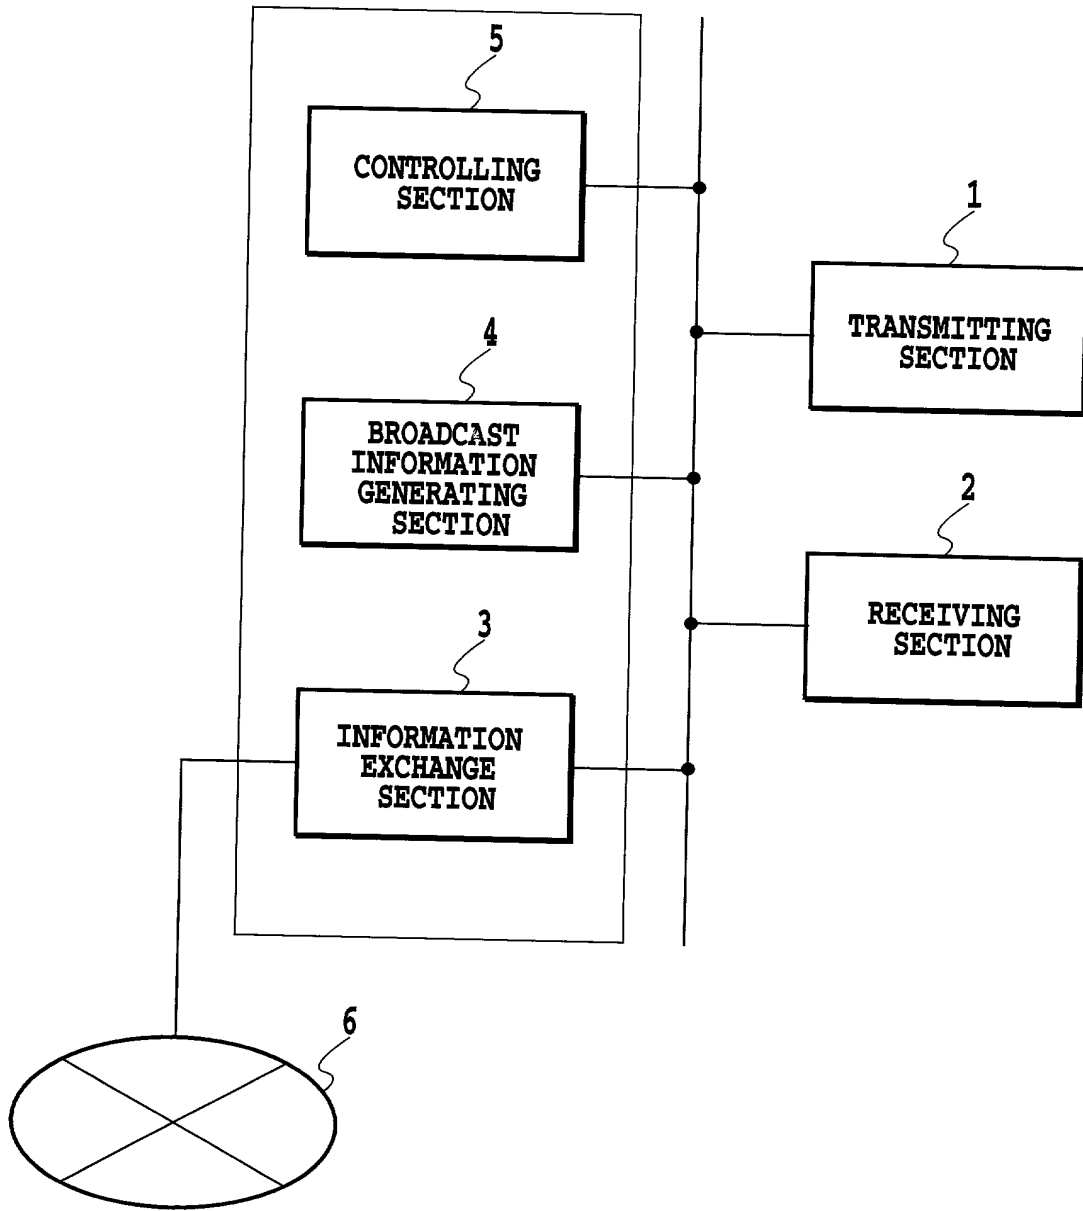 5
CONTROLLING
SECTION
1
TRANSMITTING
SECTION
4
BROADCAST
INFORMATION
GENERATING
SECTION
2
RECEIVING
SECTION
3
INFORMATION
EXCHANGE
SECTION
6